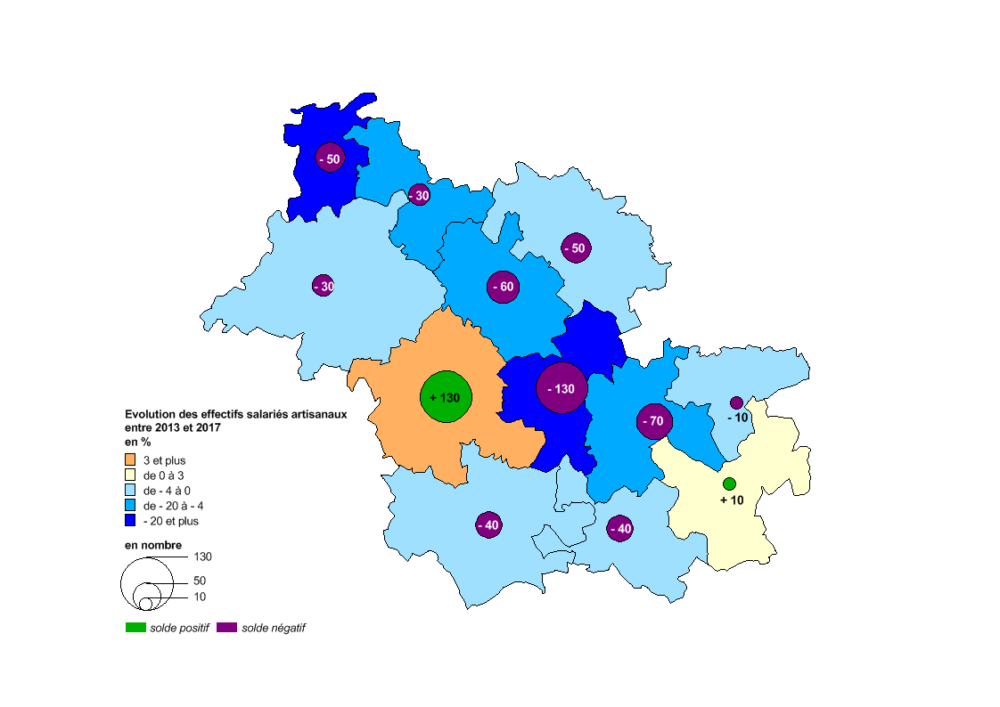 - 50
- 30
- 50
- 30
- 60
+ 130
- 130
- 70
- 10
+ 10
- 40
- 40
Evolution des effectifs salariés artisanaux
entre 2013 et 2017
en %
3 et plus
de 0 à 3
de - 4 à 0
de - 20 à - 4
- 20 et plus
en nombre
130
50
10
solde positif solde négatif